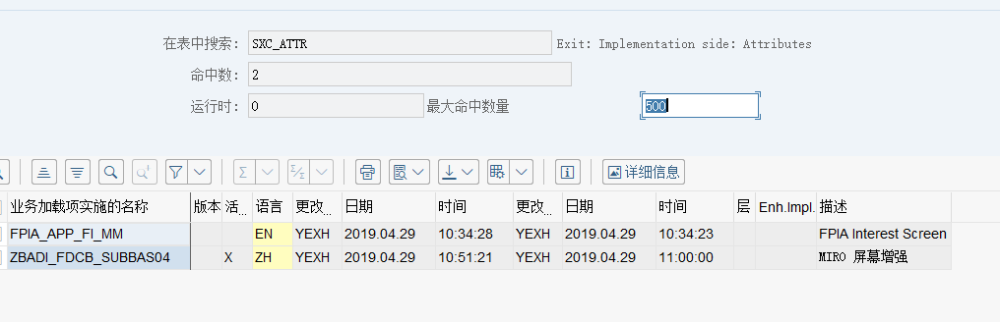 在表中搜索: SXC_ATTR Exit: Implementation side: Attributes
命中数: 2
运行时: 0 最大命中数量 500
详细信息
业务加载项实施的名称 版本 活... 语言 更改... 日期 时间 更改... 日期 时间 层 Enh.Impl. 描述
FPIA_APP_FI_MM EN YEXH 2019.04.29 10:34:28 YEXH 2019.04.29 10:34:23 FPIA Interest Screen
ZBADI_FDCB_SUBBAS04 X ZH YEXH 2019.04.29 10:51:21 YEXH 2019.04.29 11:00:00 MIRO 屏幕增强